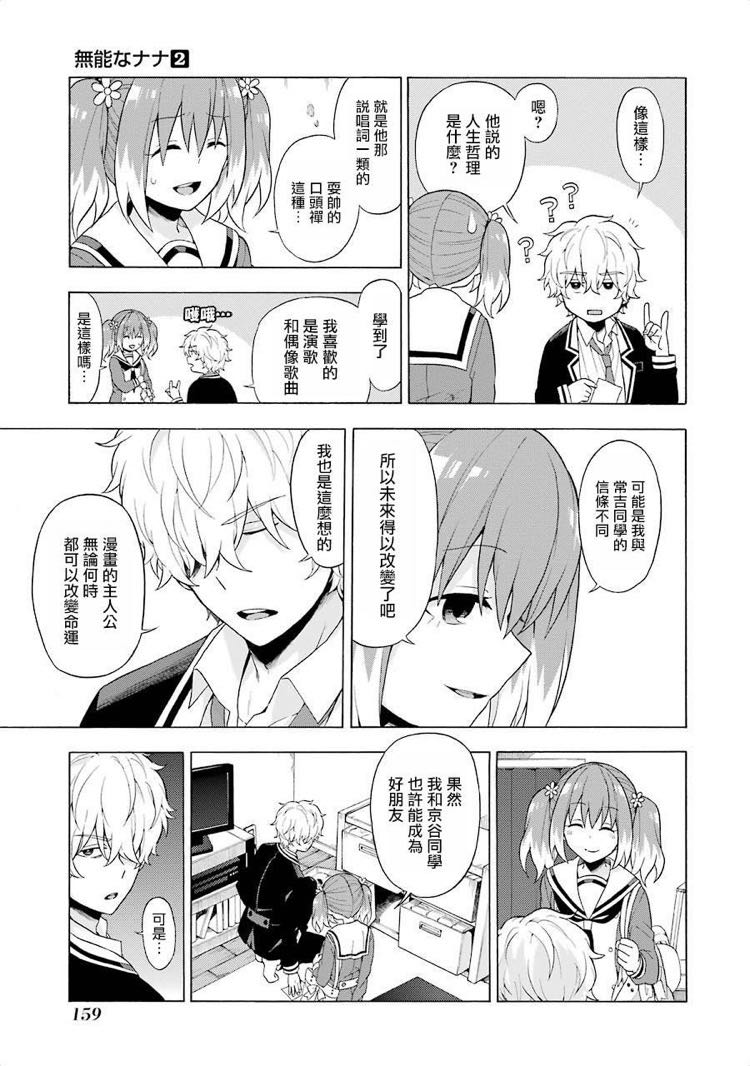 無能なナナ2
像這樣…
嗯?
他説的
人生哲理
是什麼?
?
?
?
就是他那
説唱詞一類的
耍帥的
口頭禪
這種…
學到了
我喜歡的
是演歌
和偶像歌曲
噢哦…
是這樣嗎…
可能是我與
常吉同學的
信條不同
所以未來得以改變了吧
我也是這麼想的
漫畫的主人公
無論何時
都可以改變命運
果然
我和京谷同學
也許能成為
好朋友
可是…
159